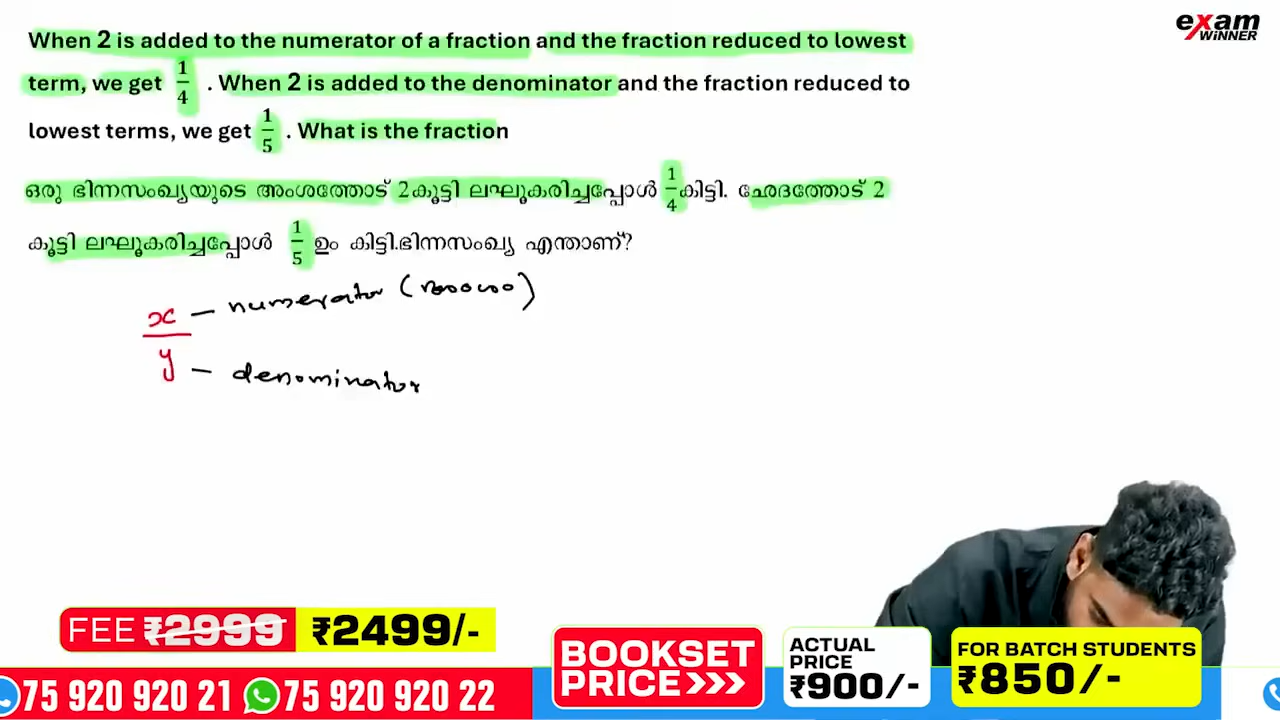 exam
WINNER
When 2 is added to the numerator of a fraction and the fraction reduced to lowest
term, we get 1/4 . When 2 is added to the denominator and the fraction reduced to
lowest terms, we get 1/5 . What is the fraction
ഒരു ഭിന്നസംഖ്യയുടെ അംശത്തോട് 2കൂട്ടി ലഘൂകരിച്ചപ്പോൾ 1/4 കിട്ടി. ഛേദത്തോട് 2
കൂട്ടി ലഘൂകരിച്ചപ്പോൾ 1/5 ഉം കിട്ടി.ഭിന്നസംഖ്യ എന്താണ്?
x — numerator
y — denominator
FEE ₹2999 ₹2499/-
75 920 920 21 75 920 920 22
BOOKSET
PRICE >>>
ACTUAL
PRICE
₹900/-
FOR BATCH STUDENTS
₹850/-